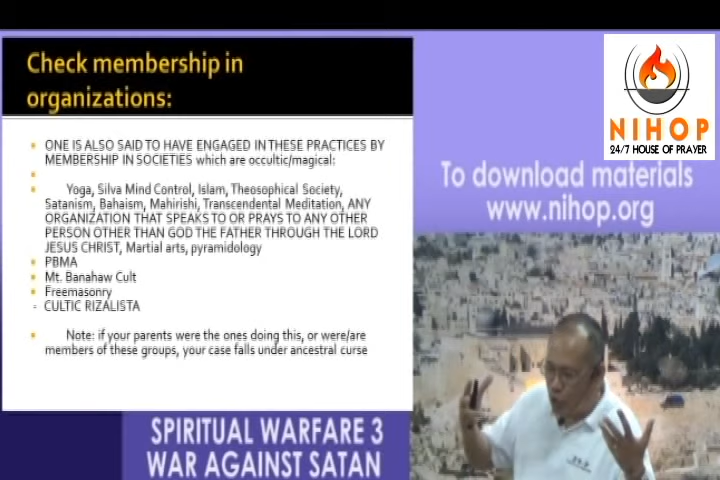 Check membership in
organizations:
ONE IS ALSO SAID TO HAVE ENGAGED IN THESE PRACTICES BY
MEMBERSHIP IN SOCIETIES which are occultic/magical:
Yoga, Silva Mind Control, Islam, Theosophical Society,
Satanism, Bahaism, Mahirishi, Transcendental Meditation, ANY
ORGANIZATION THAT SPEAKS TO OR PRAYS TO ANY OTHER
PERSON OTHER THAN GOD THE FATHER THROUGH THE LORD
JESUS CHRIST, Martial arts, pyramidology
PBMA
Mt. Banahaw Cult
Freemasonry
- CULTIC RIZALISTA
Note: if your parents were the ones doing this, or were/are
members of these groups, your case falls under ancestral curse
NIHOP
24/7 HOUSE OF PRAYER
To download materials
www.nihop.org
SPIRITUAL WARFARE 3
WAR AGAINST SATAN